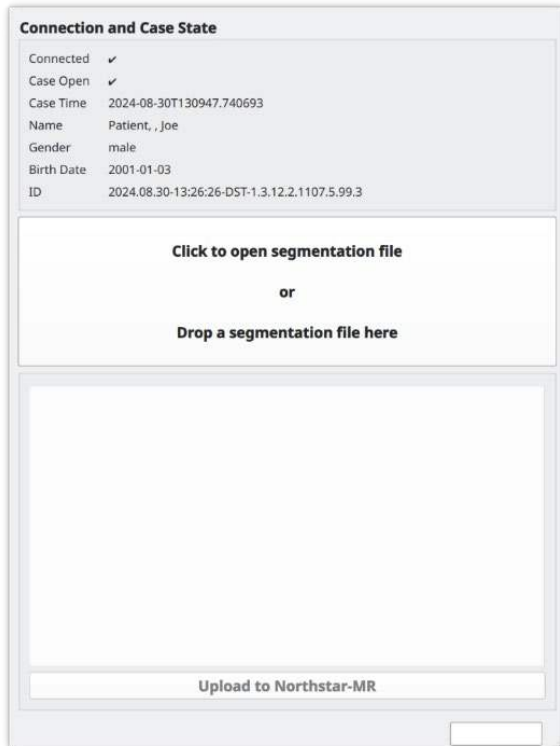 Connection and Case State
Connected ✔
Case Open ✔
Case Time 2024-08-30T130947.740693
Name Patient, , Joe
Gender male
Birth Date 2001-01-03
ID 2024.08.30-13:26:26-DST-1.3.12.2.1107.5.99.3
Click to open segmentation file
or
Drop a segmentation file here
Upload to Northstar-MR